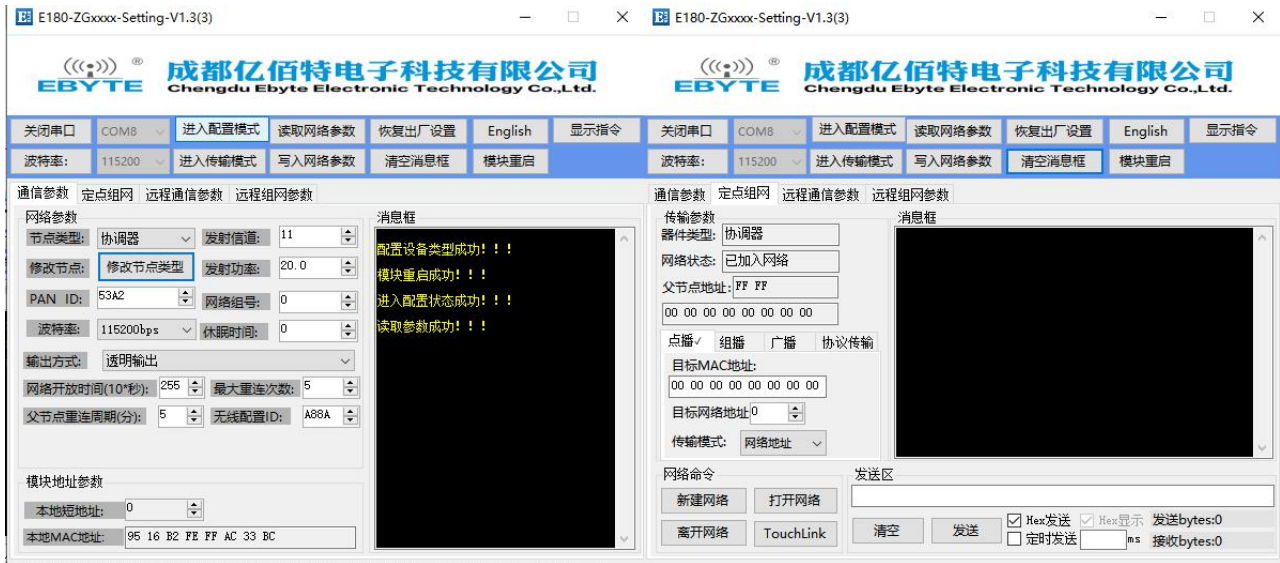 E180-ZGxxxx-Setting-V1.3(3)
EBYTE ® 成都亿佰特电子科技有限公司
Chengdu Ebyte Electronic Technology Co.,Ltd.
关闭串口 COM8 进入配置模式 读取网络参数 恢复出厂设置 English 显示指令
波特率: 115200 进入传输模式 写入网络参数 清空消息框 模块重启
通信参数 定点组网 远程通信参数 远程组网参数
网络参数
节点类型: 协调器 发射信道: 11
修改节点: 修改节点类型 发射功率: 20.0
PAN ID: 53A2 网络组号: 0
波特率: 115200bps 休眠时间: 0
输出方式: 透明输出
网络开放时间(10*秒): 255 最大重连次数: 5
父节点重连周期(分): 5 无线配置ID: A88A
模块地址参数
本地短地址: 0
本地MAC地址: 95 16 B2 FE FF AC 33 BC
消息框
配置设备类型成功!!!
模块重启成功!!!
进入配置状态成功!!!
读取参数成功!!!
E180-ZGxxxx-Setting-V1.3(3)
EBYTE ® 成都亿佰特电子科技有限公司
Chengdu Ebyte Electronic Technology Co.,Ltd.
关闭串口 COM8 进入配置模式 读取网络参数 恢复出厂设置 English 显示指令
波特率: 115200 进入传输模式 写入网络参数 清空消息框 模块重启
通信参数 定点组网 远程通信参数 远程组网参数
传输参数
器件类型: 协调器
网络状态: 已加入网络
父节点地址: FF FF
00 00 00 00 00 00 00 00
点播✓ 组播 广播 协议传输
目标MAC地址:
00 00 00 00 00 00 00 00
目标网络地址 0
传输模式: 网络地址
消息框
网络命令
新建网络 打开网络
离开网络 TouchLink
发送区
清空 发送 Hex发送 Hex显示 发送bytes:0
定时发送 ms 接收bytes:0